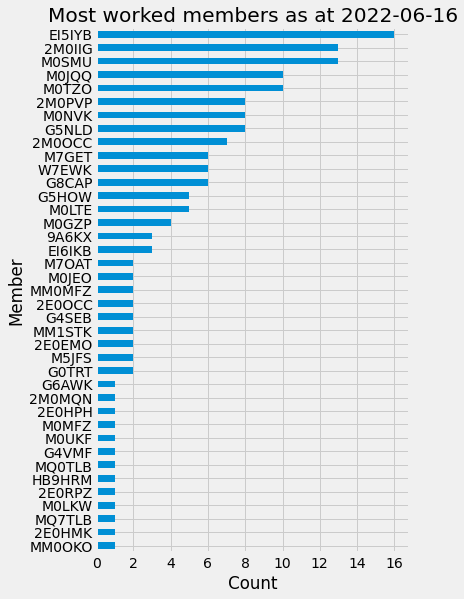 Most worked members as at 2022-06-16
EI5IYB
2M0IIG
M0SMU
M0JQQ
M0TZO
2M0PVP
M0NVK
G5NLD
2M0OCC
M7GET
W7EWK
G8CAP
G5HOW
M0LTE
M0GZP
9A6KX
EI6IKB
M7OAT
M0JEO
MM0MFZ
2E0OCC
G4SEB
MM1STK
2E0EMO
M5JFS
G0TRT
G6AWK
2M0MQN
2E0HPH
M0MFZ
M0UKF
G4VMF
MQ0TLB
HB9HRM
2E0RPZ
M0LKW
MQ7TLB
2E0HMK
MM0OKO
Member
0 2 4 6 8 10 12 14 16
Count